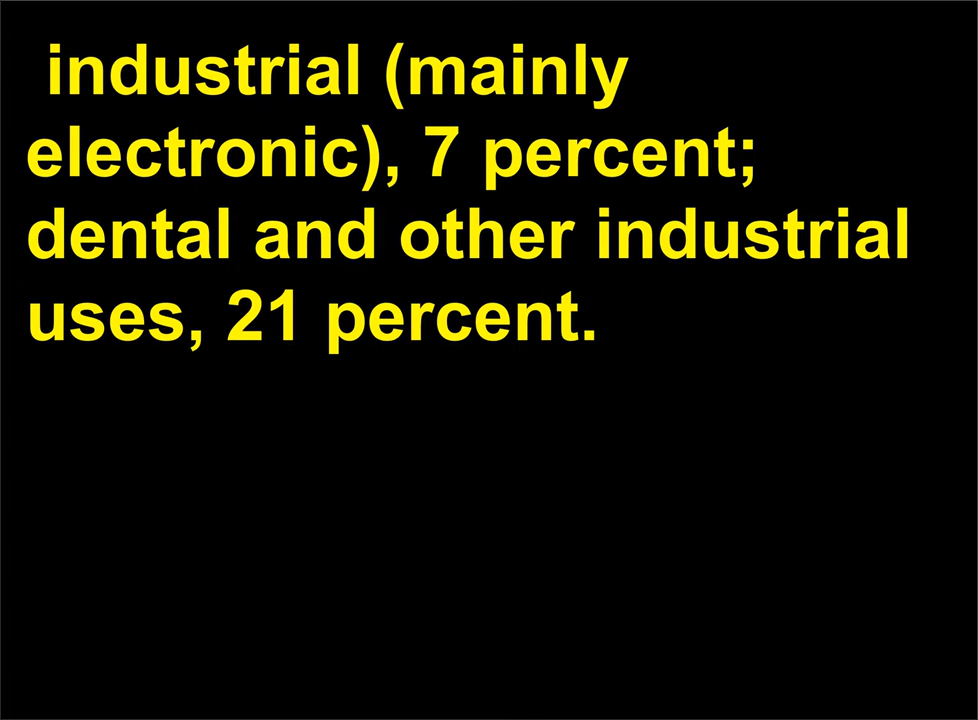 industrial (mainly
electronic), 7 percent;
dental and other industrial
uses, 21 percent.